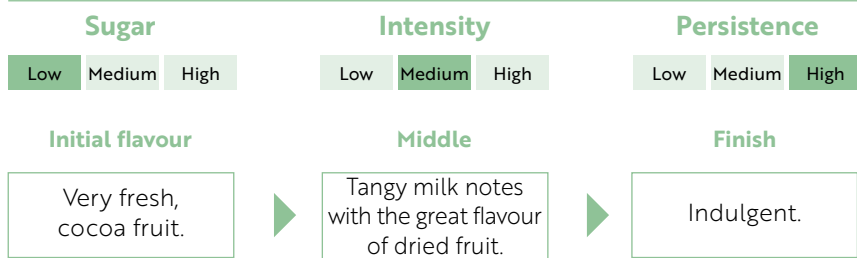 Sugar
Intensity
Persistence
Low Medium High
Low Medium High
Low Medium High
Initial flavour
Middle
Finish
Very fresh,
cocoa fruit.
Tangy milk notes
with the great flavour
of dried fruit.
Indulgent.